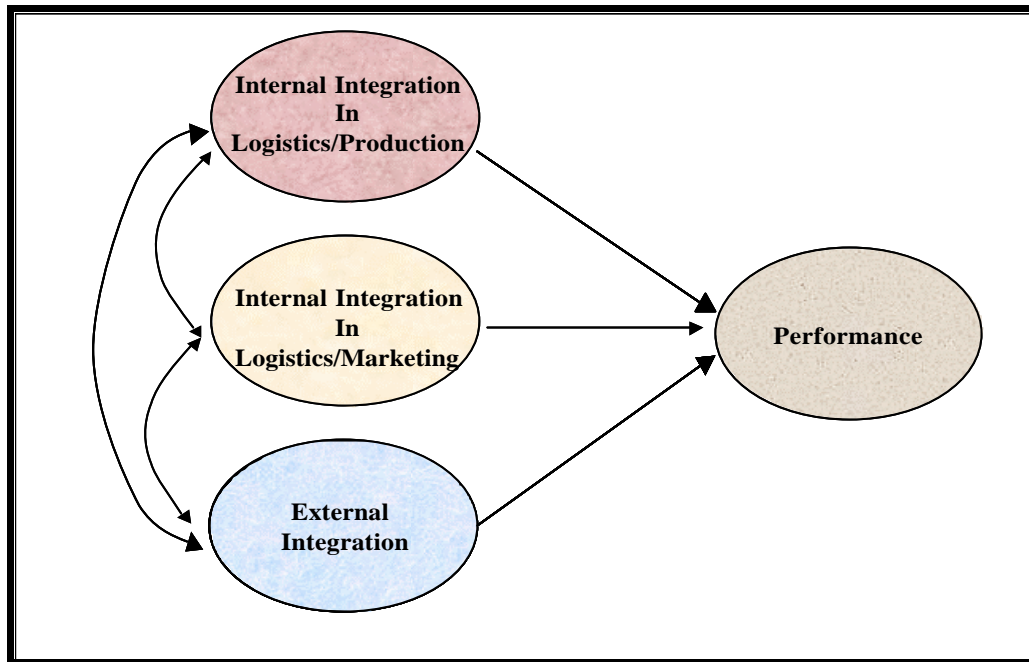 Internal Integration
In
Logistics/Production
Internal Integration
In
Logistics/Marketing
Performance
External
Integration